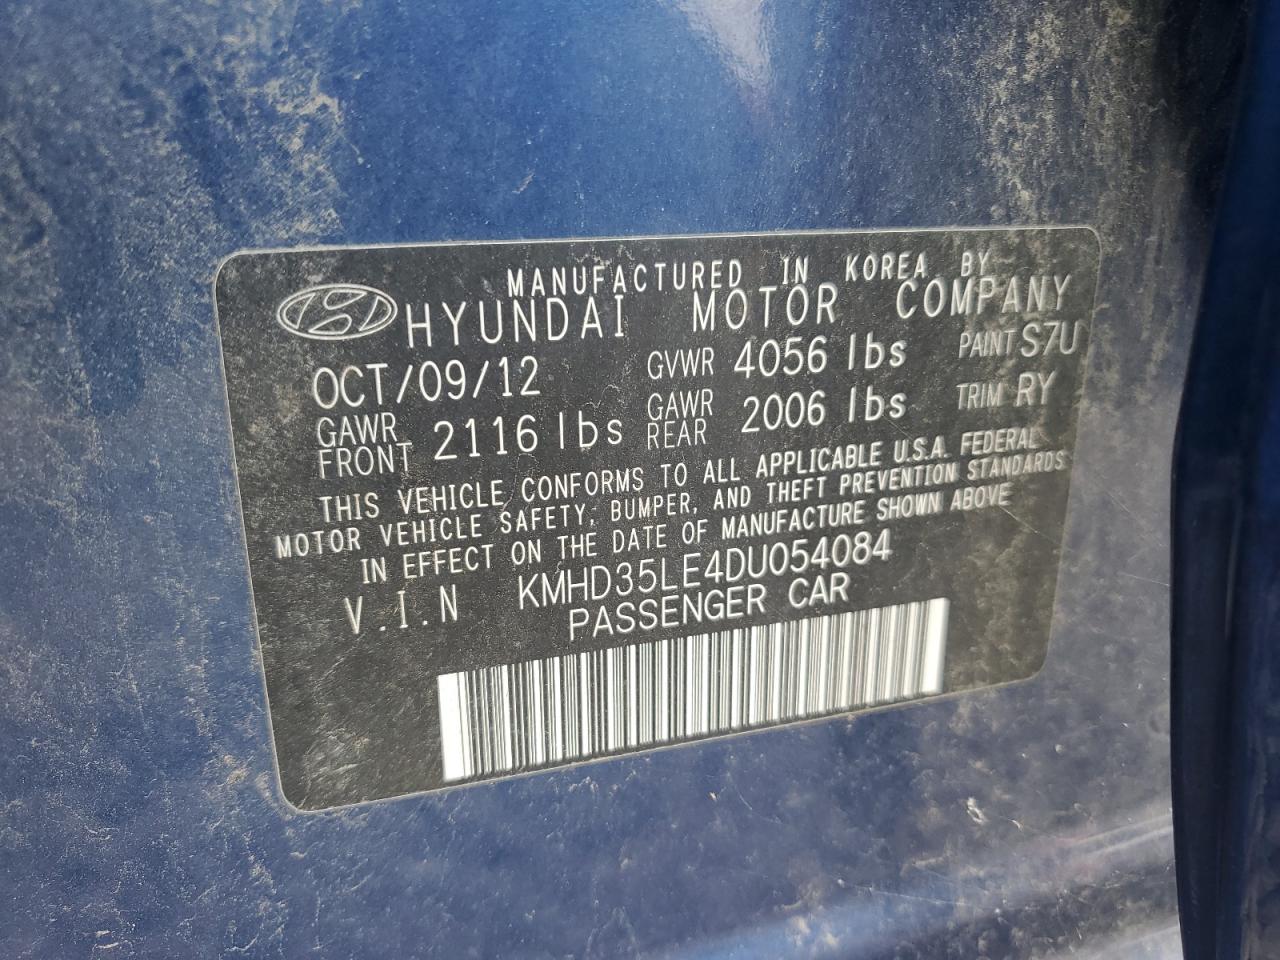 MANUFACTURED IN KOREA BY
HYUNDAI MOTOR COMPANY
OCT/09/12 GVWR 4056 lbs PAINT S7U
GAWR FRONT 2116 lbs GAWR REAR 2006 lbs TRIM RY
THIS VEHICLE CONFORMS TO ALL APPLICABLE U.S.A. FEDERAL
MOTOR VEHICLE SAFETY, BUMPER, AND THEFT PREVENTION STANDARDS
IN EFFECT ON THE DATE OF MANUFACTURE SHOWN ABOVE
V.I.N KMHD35LE4DU054084
PASSENGER CAR